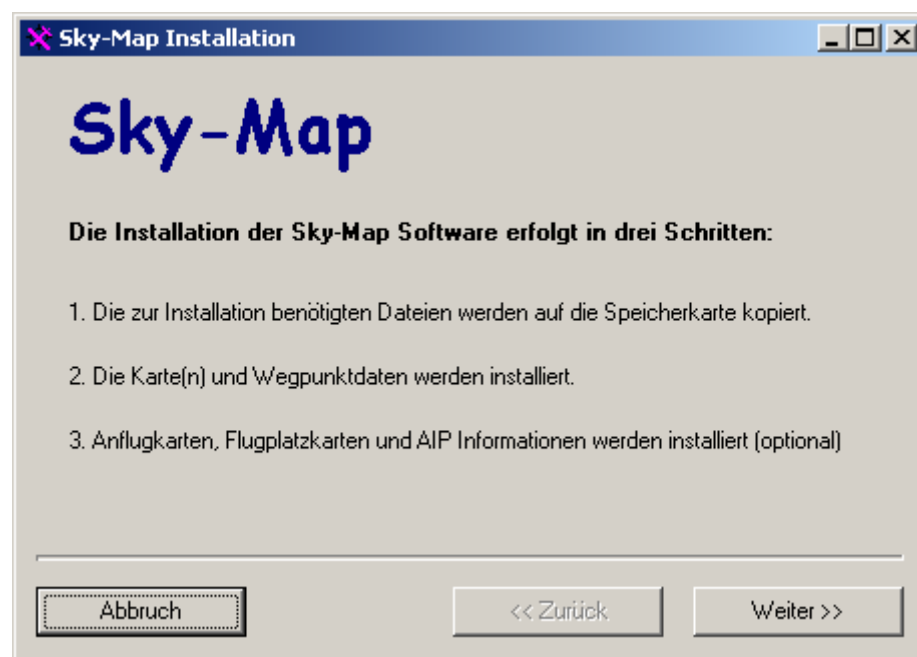 Sky-Map Installation
Sky-Map
Die Installation der Sky-Map Software erfolgt in drei Schritten:
1. Die zur Installation benötigten Dateien werden auf die Speicherkarte kopiert.
2. Die Karte(n) und Wegpunktdaten werden installiert.
3. Anflugkarten, Flugplatzkarten und AIP Informationen werden installiert (optional)
Abbruch
<< Zurück
Weiter >>